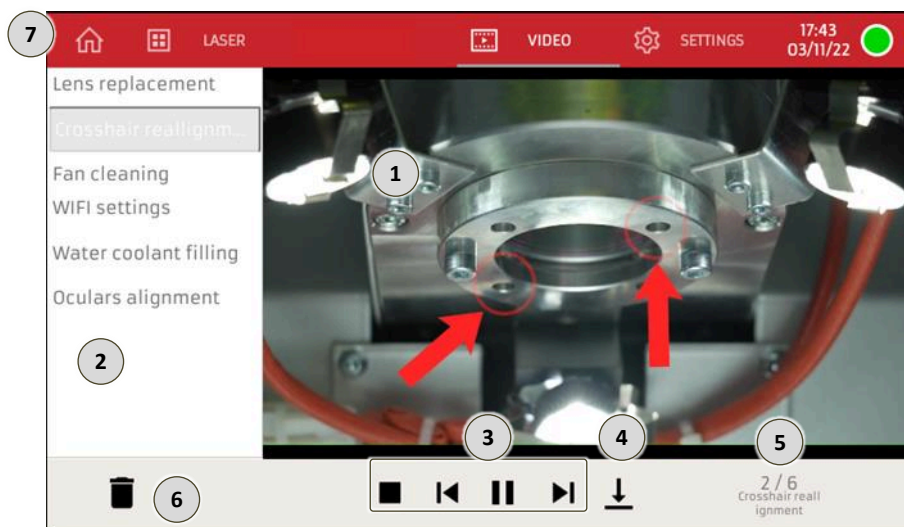 7
LASER
VIDEO
SETTINGS
17:43
03/11/22
Lens replacement
Crosshair reallignm...
Fan cleaning
WIFI settings
Water coolant filling
Oculars alignment
1
2
3
4
5
6
2 / 6
Crosshair reall
ignment